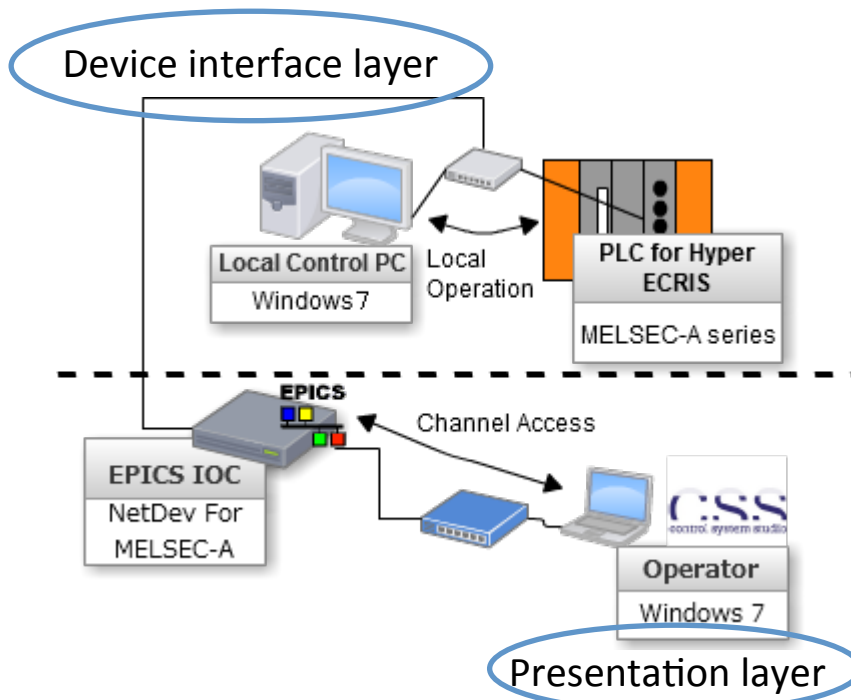 Device interface layer
Local Control PC
Windows7
Local
Operation
PLC for Hyper
ECRIS
MELSEC-A series
EPICS
Channel Access
EPICS IOC
NetDev For
MELSEC-A
CSS
control system studio
Operator
Windows 7
Presentation layer